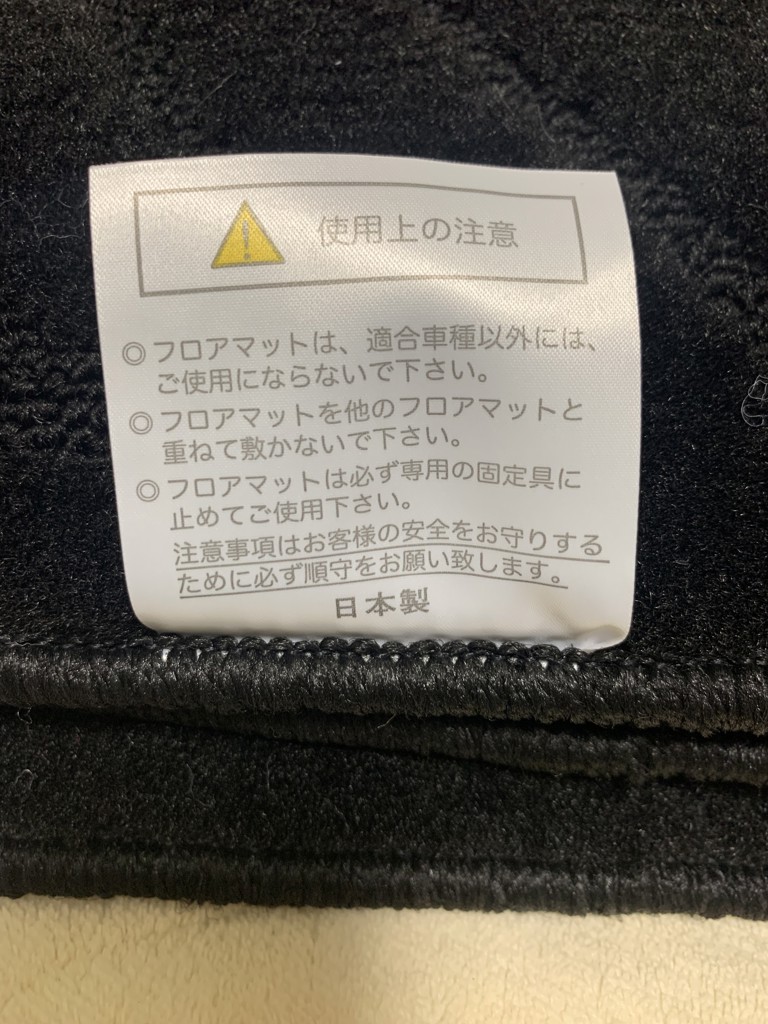 使用上の注意
◎フロアマットは、適合車種以外には、
ご使用にならないで下さい。
◎フロアマットを他のフロアマットと
重ねて敷かないで下さい。
◎フロアマットは必ず専用の固定具に
止めてご使用下さい。
注意事項はお客様の安全をお守りする
ために必ず順守をお願い致します。
日本製